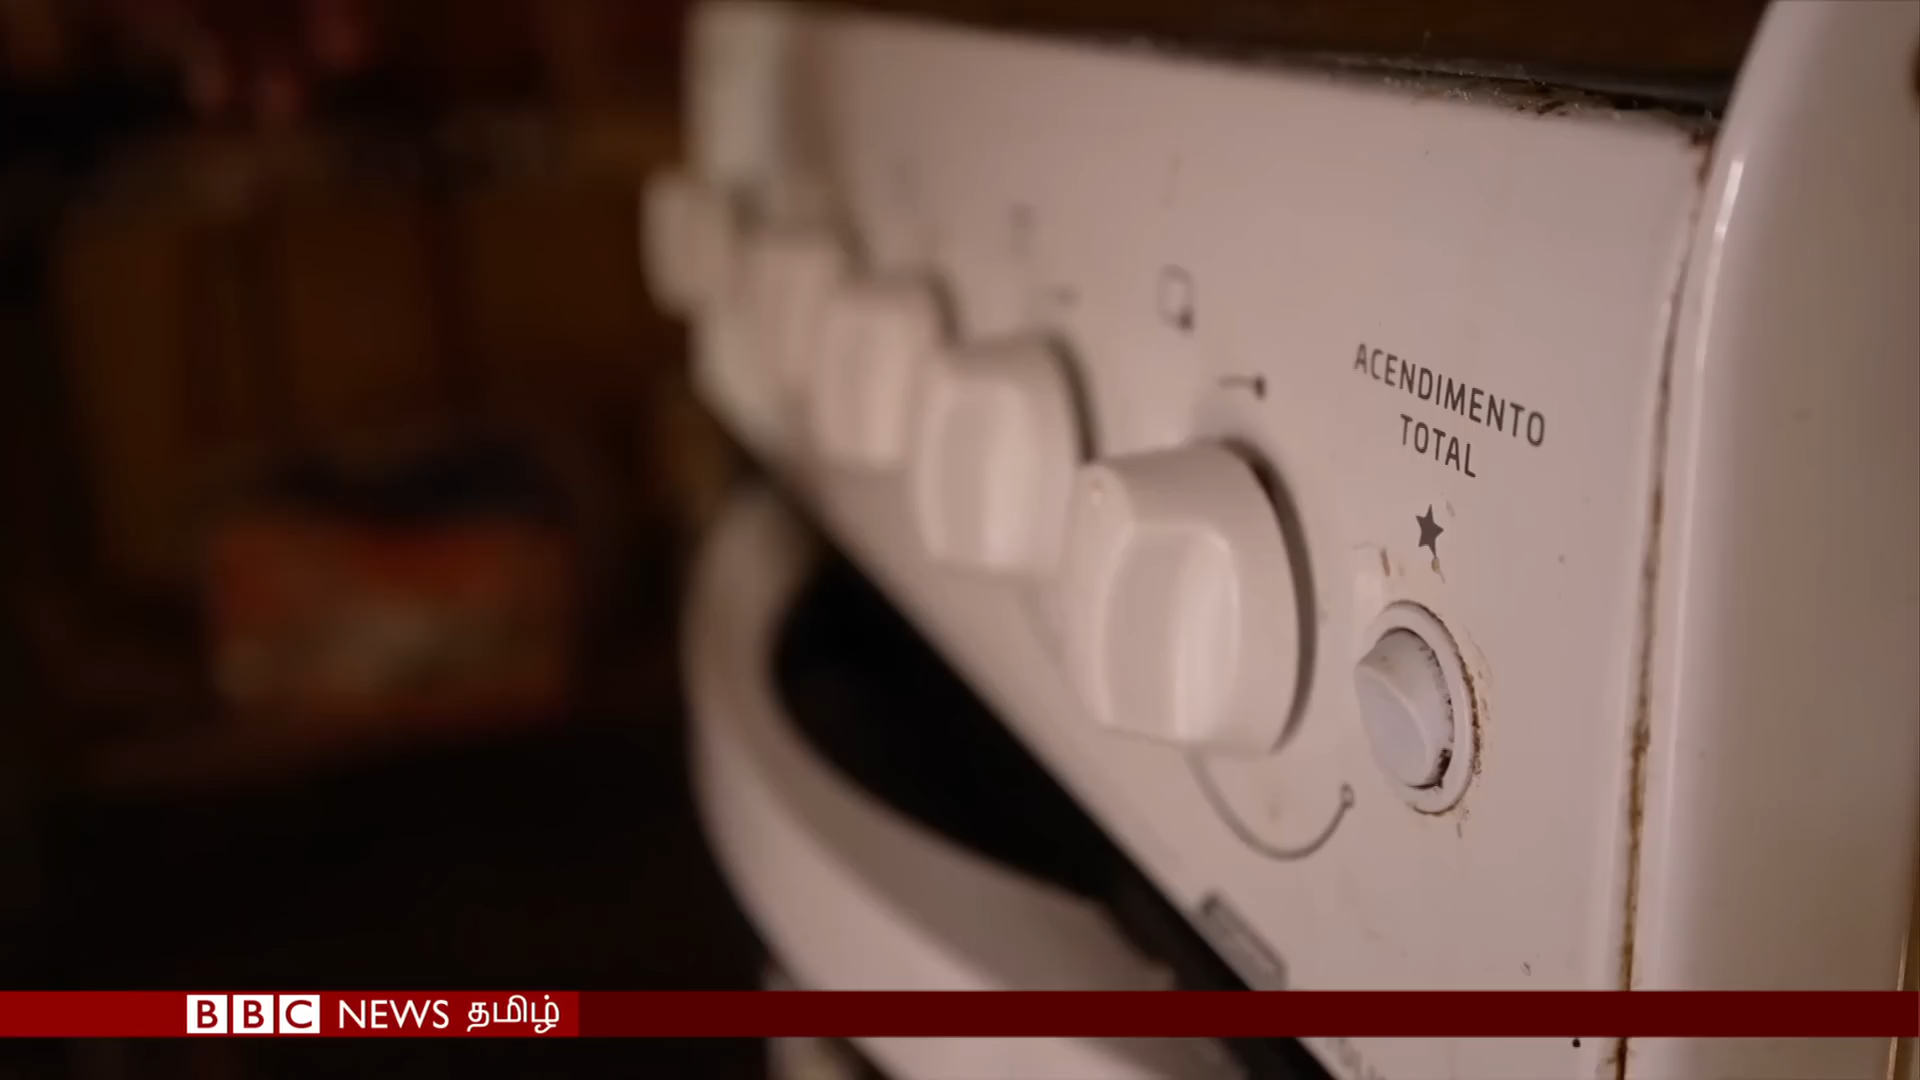 ACENDIMENTO
TOTAL
BBC NEWS தமிழ்